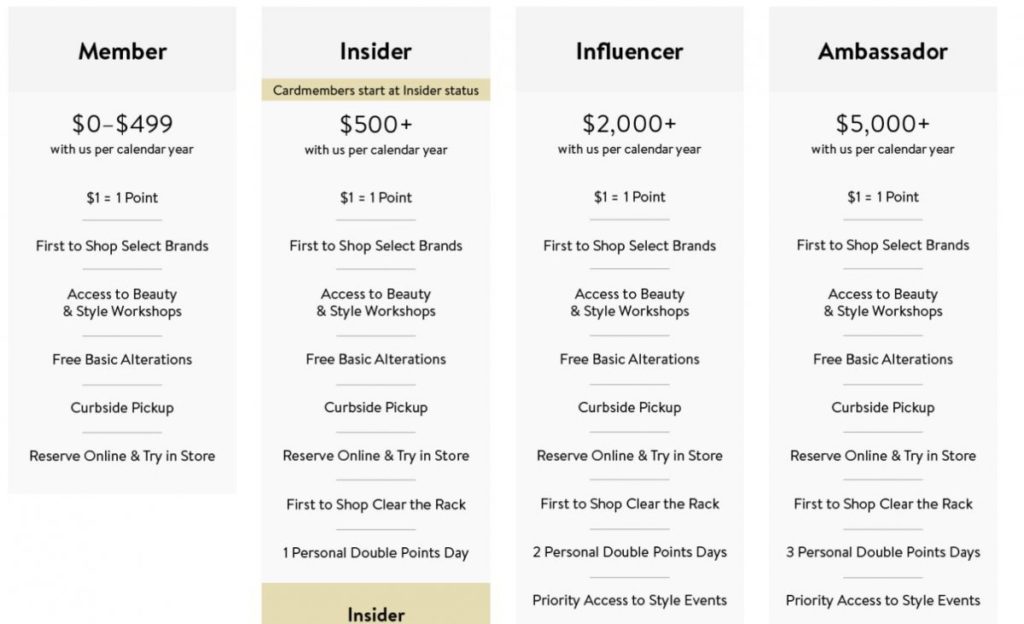 Member
$0–$499
with us per calendar year
$1 = 1 Point
First to Shop Select Brands
Access to Beauty
& Style Workshops
Free Basic Alterations
Curbside Pickup
Reserve Online & Try in Store
Insider
Cardmembers start at Insider status
$500+
with us per calendar year
$1 = 1 Point
First to Shop Select Brands
Access to Beauty
& Style Workshops
Free Basic Alterations
Curbside Pickup
Reserve Online & Try in Store
First to Shop Clear the Rack
1 Personal Double Points Day
Insider
Influencer
$2,000+
with us per calendar year
$1 = 1 Point
First to Shop Select Brands
Access to Beauty
& Style Workshops
Free Basic Alterations
Curbside Pickup
Reserve Online & Try in Store
First to Shop Clear the Rack
2 Personal Double Points Days
Priority Access to Style Events
Ambassador
$5,000+
with us per calendar year
$1 = 1 Point
First to Shop Select Brands
Access to Beauty
& Style Workshops
Free Basic Alterations
Curbside Pickup
Reserve Online & Try in Store
First to Shop Clear the Rack
3 Personal Double Points Days
Priority Access to Style Events